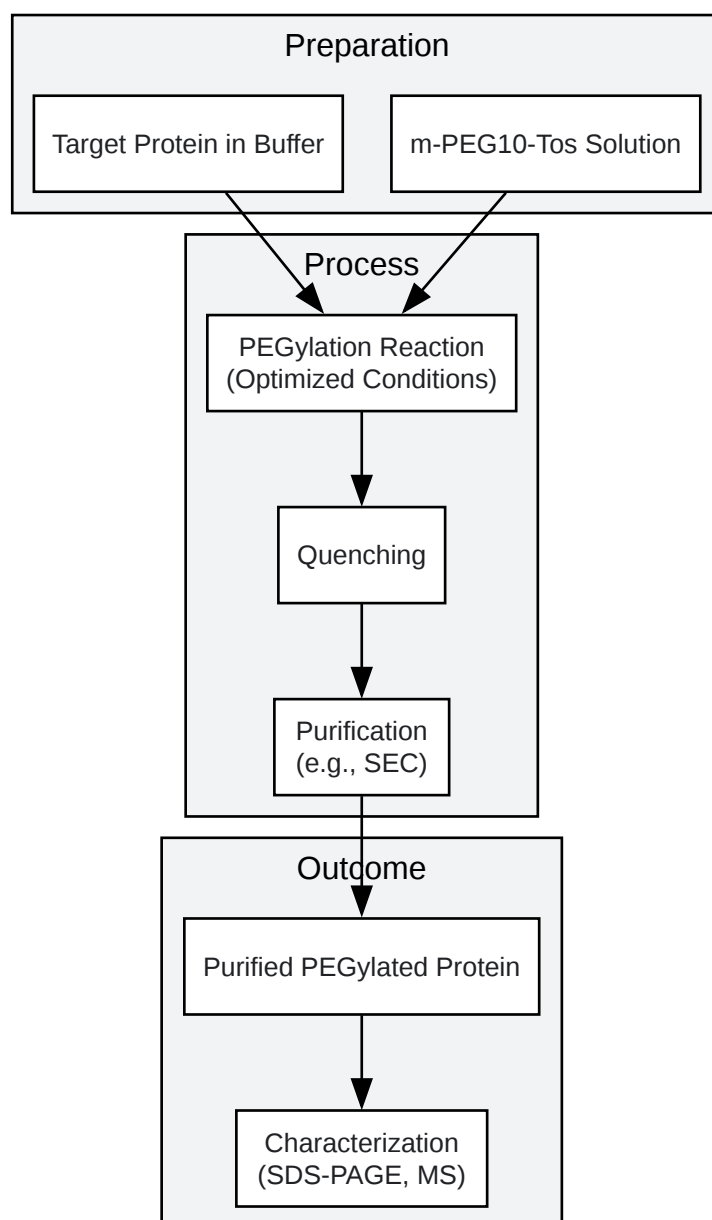 Preparation
Target Protein in Buffer
m-PEG10-Tos Solution
Process
PEGylation Reaction
(Optimized Conditions)
Quenching
Purification
(e.g., SEC)
Outcome
Purified PEGylated Protein
Characterization
(SDS-PAGE, MS)